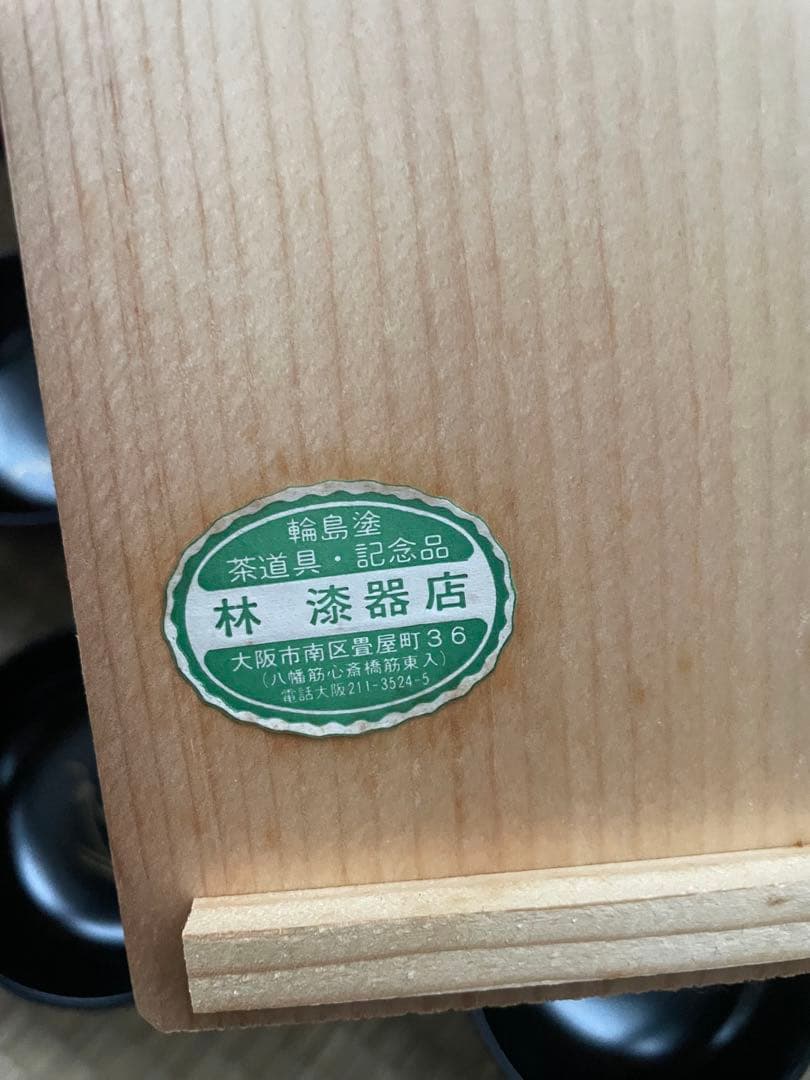 輪島塗
茶道具・記念品
林 漆器店
大阪市南区畳屋町36
(八幡筋心斎橋筋東入)
電話大阪211-3524-5